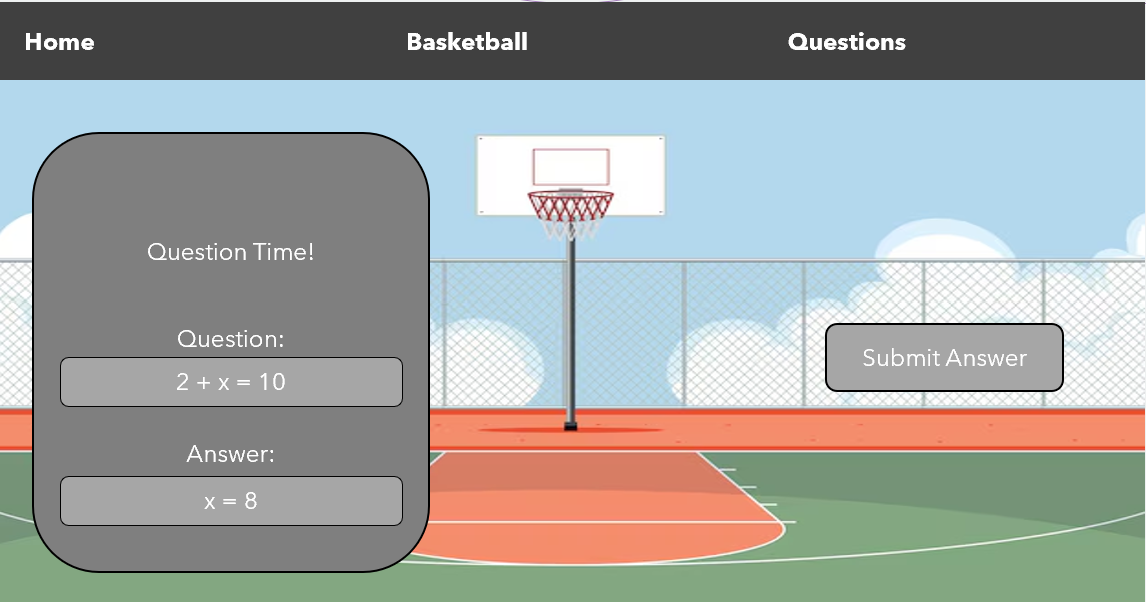 Home
Basketball
Questions
Question Time!
Question:
2 + x = 10
Answer:
x = 8
Submit Answer